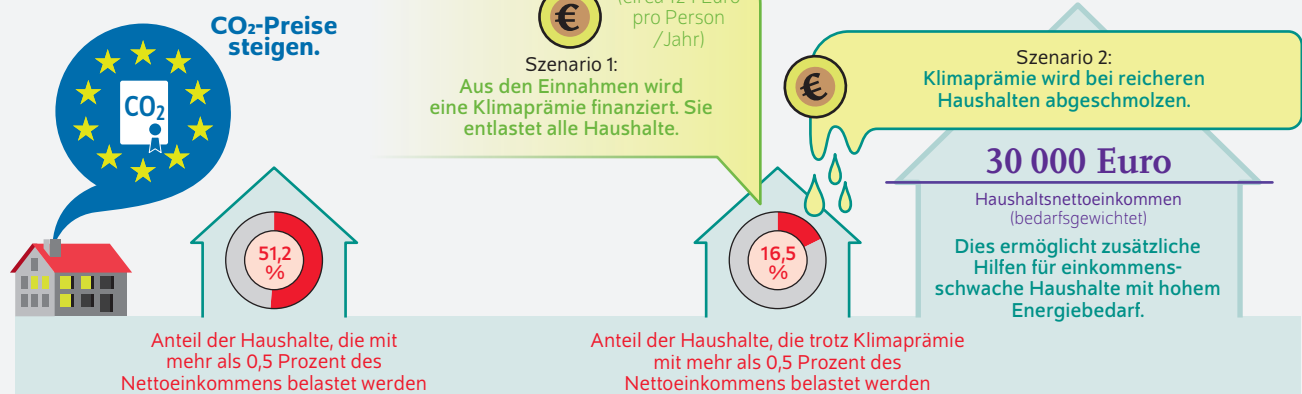 CO₂-Preise
steigen.
CO₂
pro Person
/Jahr)
€
Szenario 1:
Aus den Einnahmen wird
eine Klimaprämie finanziert. Sie
entlastet alle Haushalte.
€
Szenario 2:
Klimaprämie wird bei reicheren
Haushalten abgeschmolzen.
30 000 Euro
Haushaltsnettoeinkommen
(bedarfsgewichtet)
Dies ermöglicht zusätzliche
Hilfen für einkommens-
schwache Haushalte mit hohem
Energiebedarf.
51,2
%
Anteil der Haushalte, die mit
mehr als 0,5 Prozent des
Nettoeinkommens belastet werden
16,5
%
Anteil der Haushalte, die trotz Klimaprämie
mit mehr als 0,5 Prozent des
Nettoeinkommens belastet werden